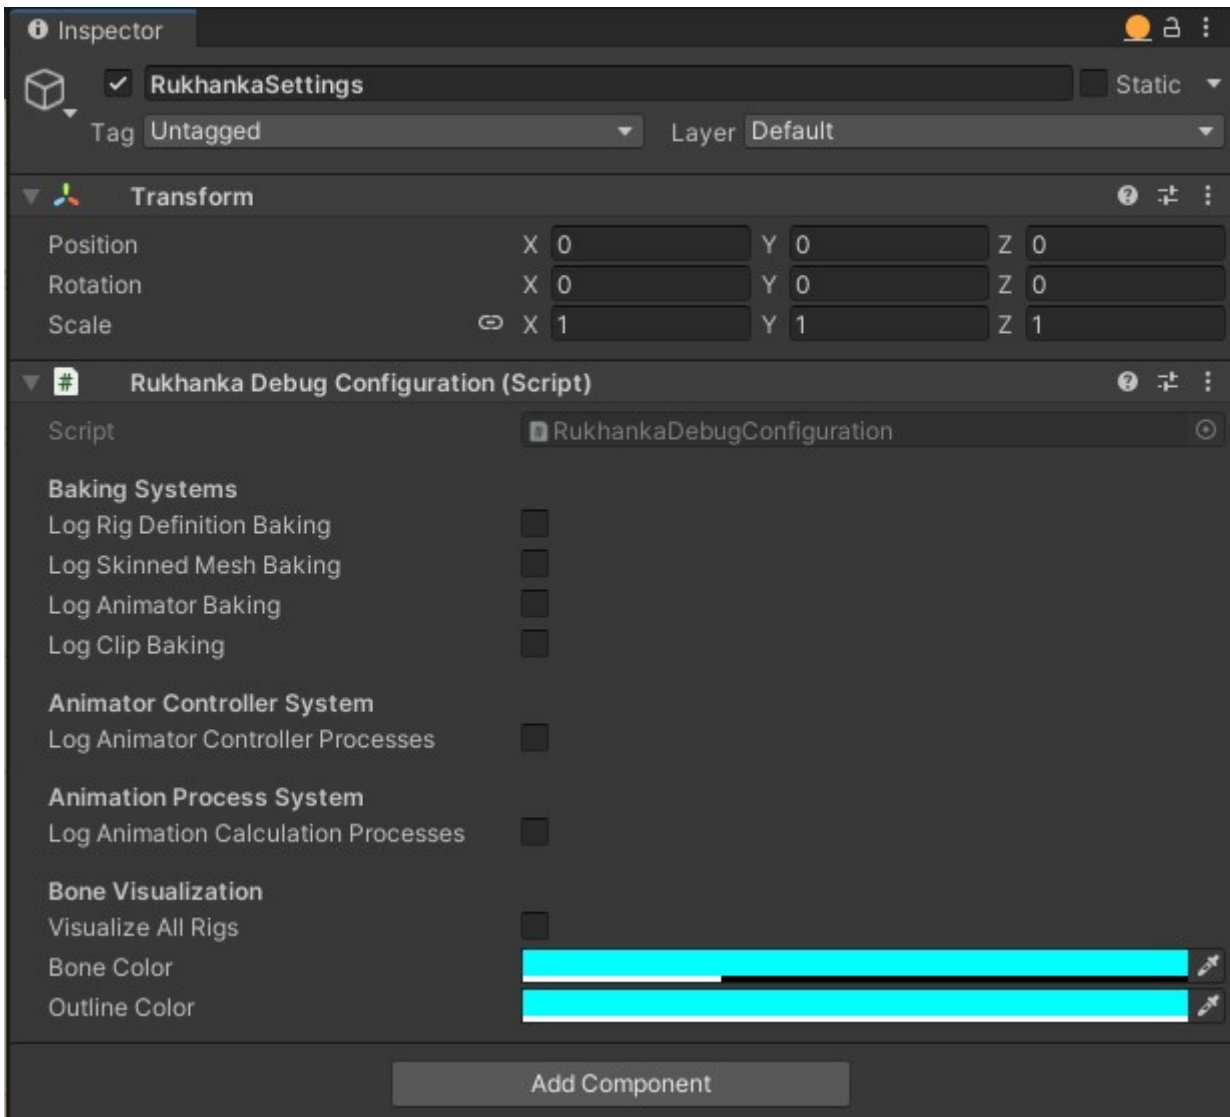 Inspector
RukhankaSettings Static
Tag Untagged Layer Default
Transform
Position X 0 Y 0 Z 0
Rotation X 0 Y 0 Z 0
Scale X 1 Y 1 Z 1
# Rukhanka Debug Configuration (Script)
Script RukhankaDebugConfiguration
Baking Systems
Log Rig Definition Baking
Log Skinned Mesh Baking
Log Animator Baking
Log Clip Baking
Animator Controller System
Log Animator Controller Processes
Animation Process System
Log Animation Calculation Processes
Bone Visualization
Visualize All Rigs
Bone Color
Outline Color
Add Component